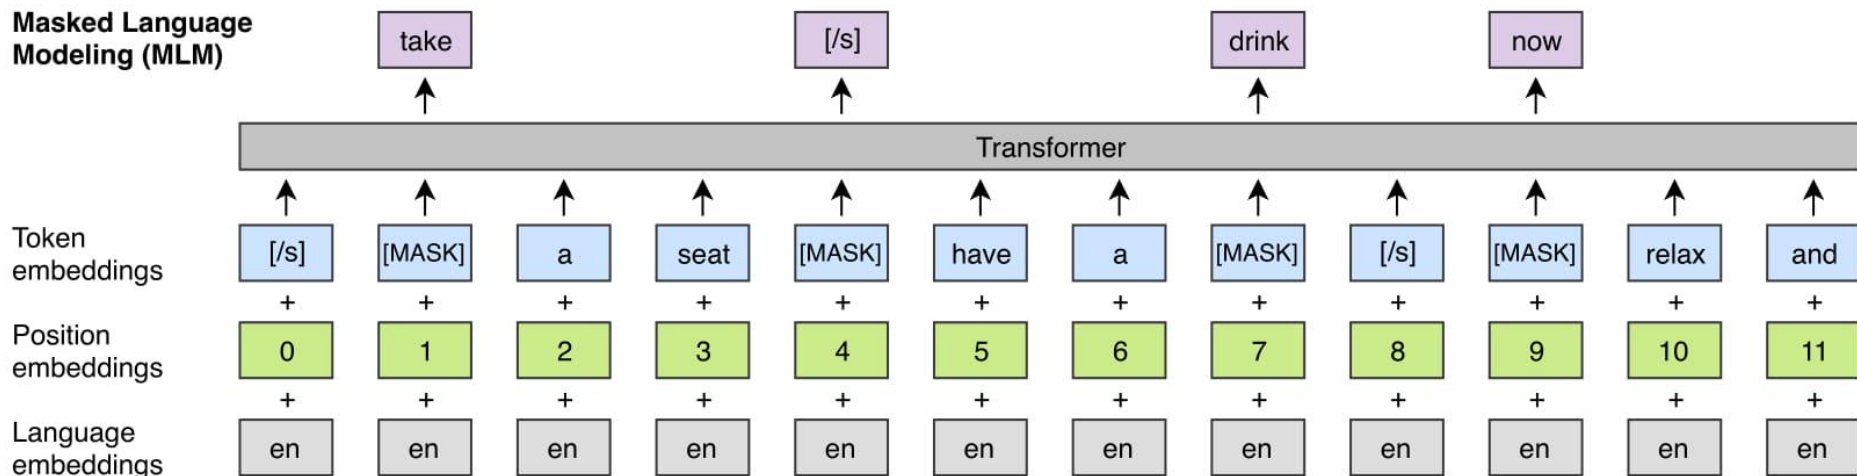 Masked Language
Modeling (MLM)
take [/s] drink now
Transformer
Token
embeddings
[/s] [MASK] a seat [MASK] have a [MASK] [/s] [MASK] relax and
+ + + + + + + + + + + +
Position
embeddings
0 1 2 3 4 5 6 7 8 9 10 11
+ + + + + + + + + + + +
Language
embeddings
en en en en en en en en en en en en